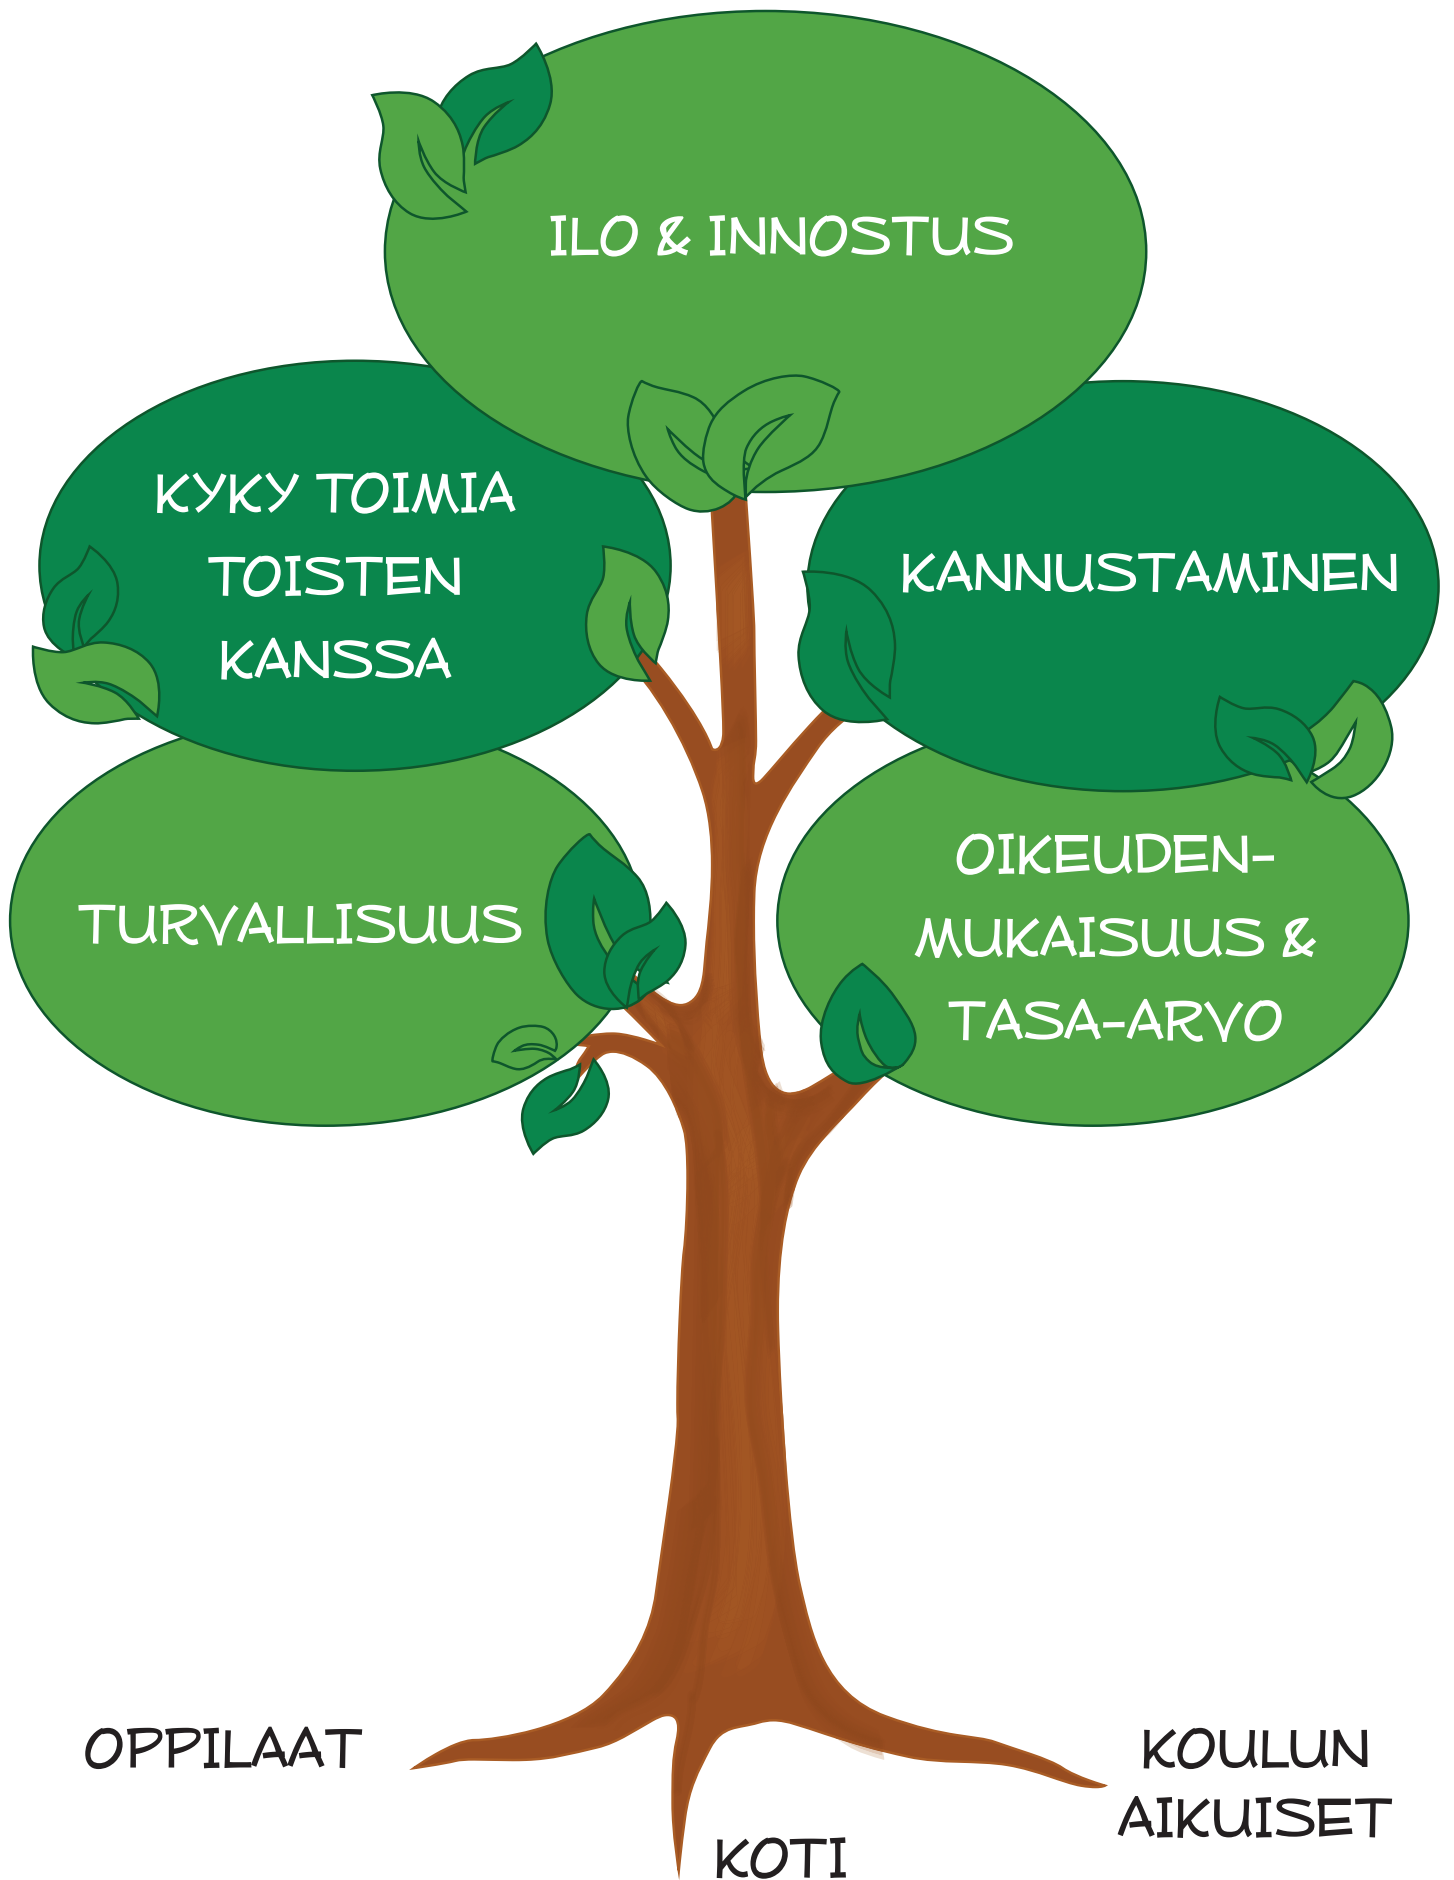 ILO & INNOSTUS
KYKY TOIMIA
TOISTEN
KANSSA
KANNUSTAMINEN
TURVALLISUUS
OIKEUDEN-
MUKAISUUS &
TASA-ARVO
OPPILAAT
KOTI
KOULUN
AIKUISET